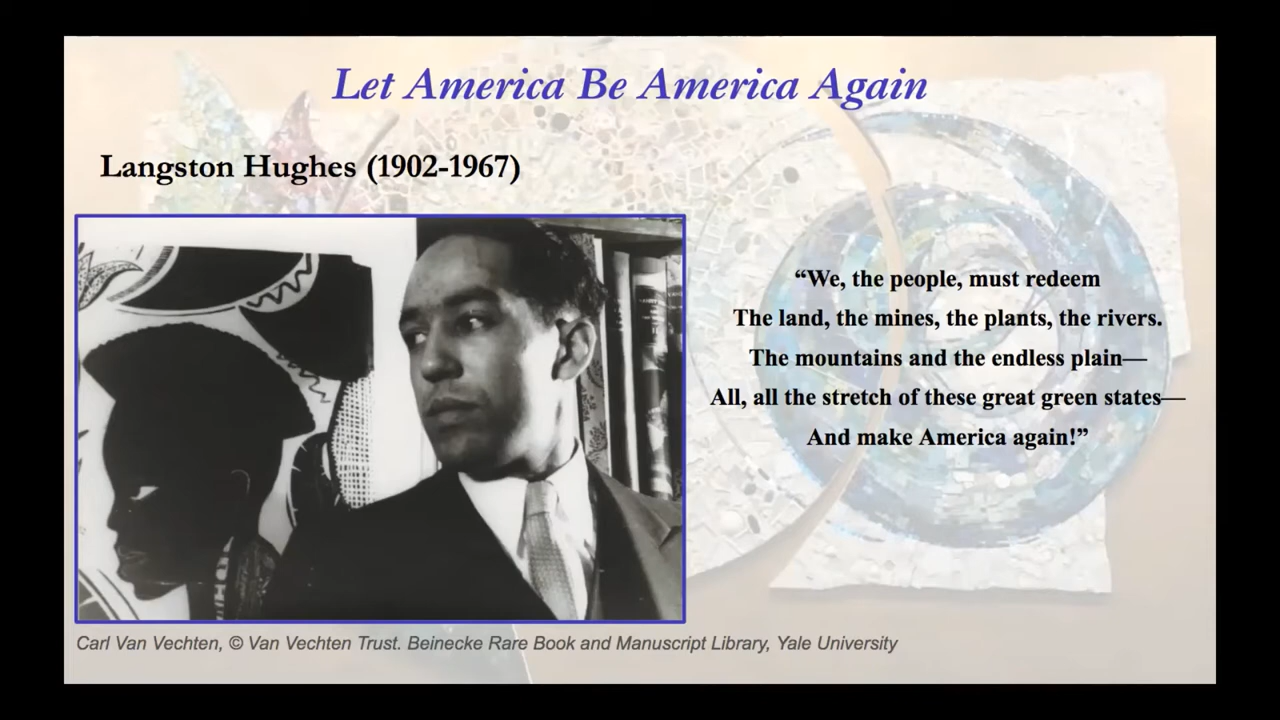 Let America Be America Again
Langston Hughes (1902-1967)
“We, the people, must redeem
The land, the mines, the plants, the rivers.
The mountains and the endless plain—
All, all the stretch of these great green states—
And make America again!”
Carl Van Vechten, © Van Vechten Trust. Beinecke Rare Book and Manuscript Library, Yale University